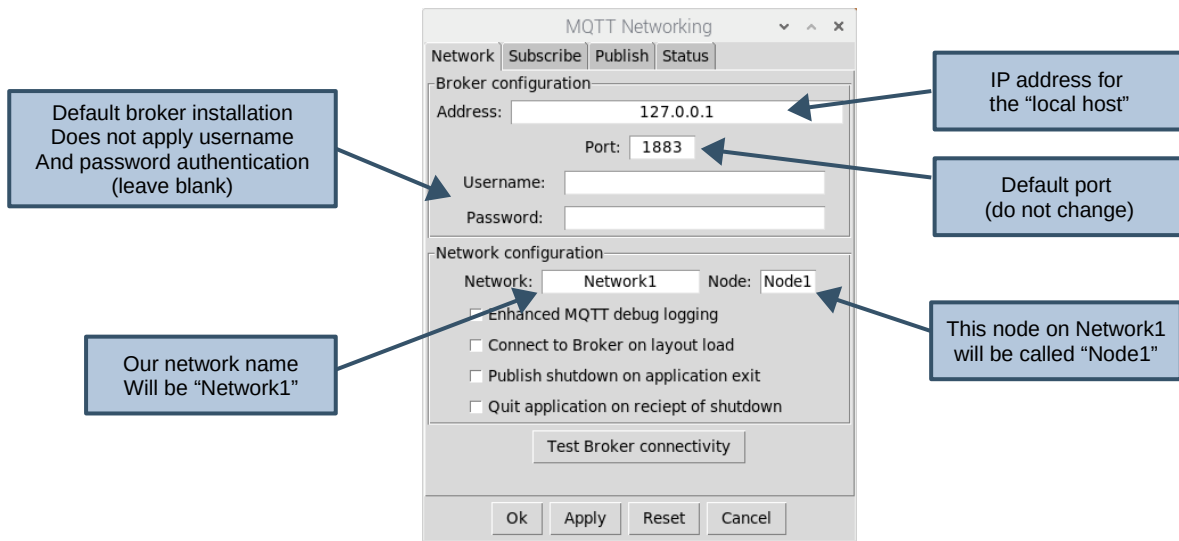 MQTT Networking
Network Subscribe Publish Status
Broker configuration
Address: 127.0.0.1
Port: 1883
Username:
Password:
Network configuration
Network: Network1 Node: Node1
Enhanced MQTT debug logging
Connect to Broker on layout load
Publish shutdown on application exit
Quit application on reciept of shutdown
Test Broker connectivity
Ok Apply Reset Cancel
Default broker installation
Does not apply username
And password authentication
(leave blank)
Our network name
Will be “Network1”
IP address for
the “local host”
Default port
(do not change)
This node on Network1
will be called “Node1”